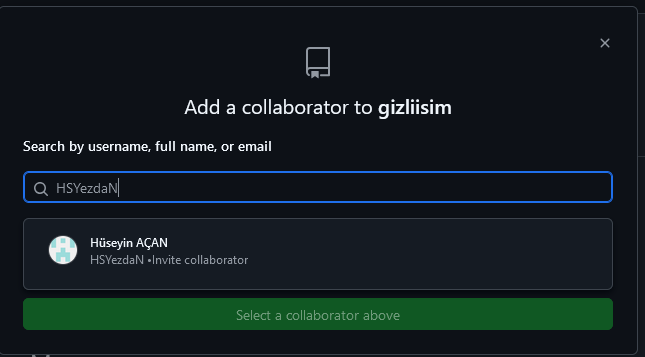 Add a collaborator to gizliisim
Search by username, full name, or email
HSYezdaN
Hüseyin AÇAN
HSYezdaN •Invite collaborator
Select a collaborator above